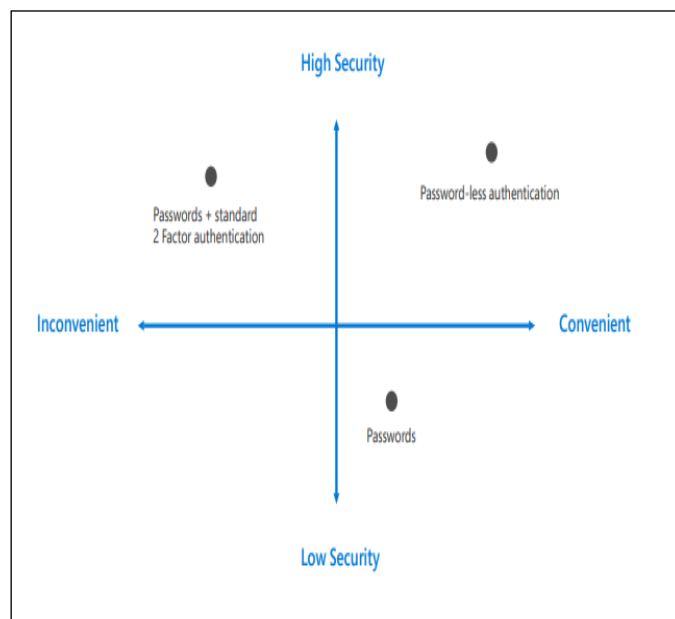 High Security
Password-less authentication
Passwords + standard
2 Factor authentication
Inconvenient
Convenient
Passwords
Low Security